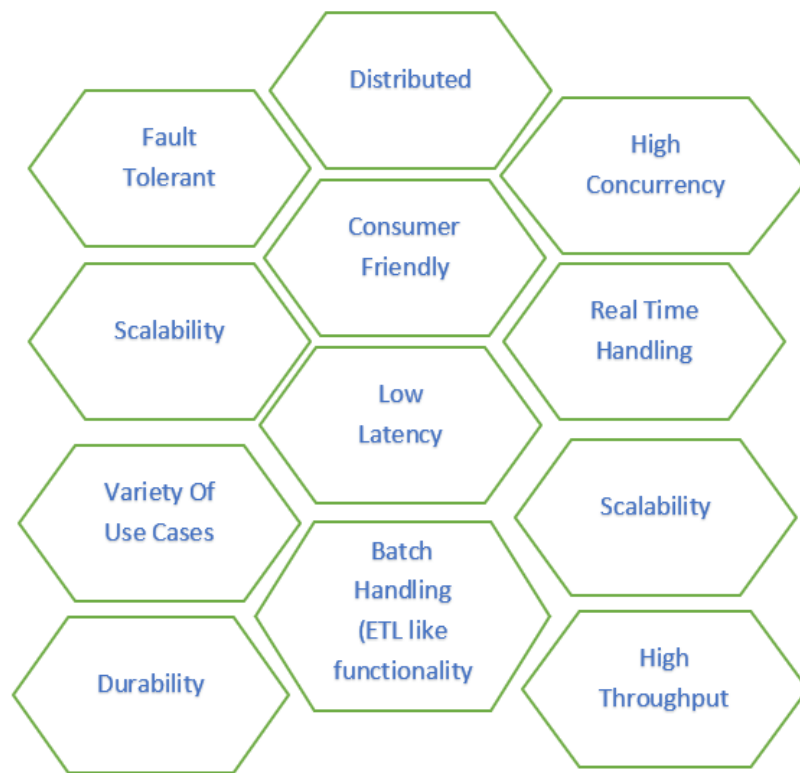 Distributed
Fault
Tolerant
High
Concurrency
Consumer
Friendly
Scalability
Real Time
Handling
Low
Latency
Variety Of
Use Cases
Scalability
Batch
Handling
(ETL like
functionality
Durability
High
Throughput